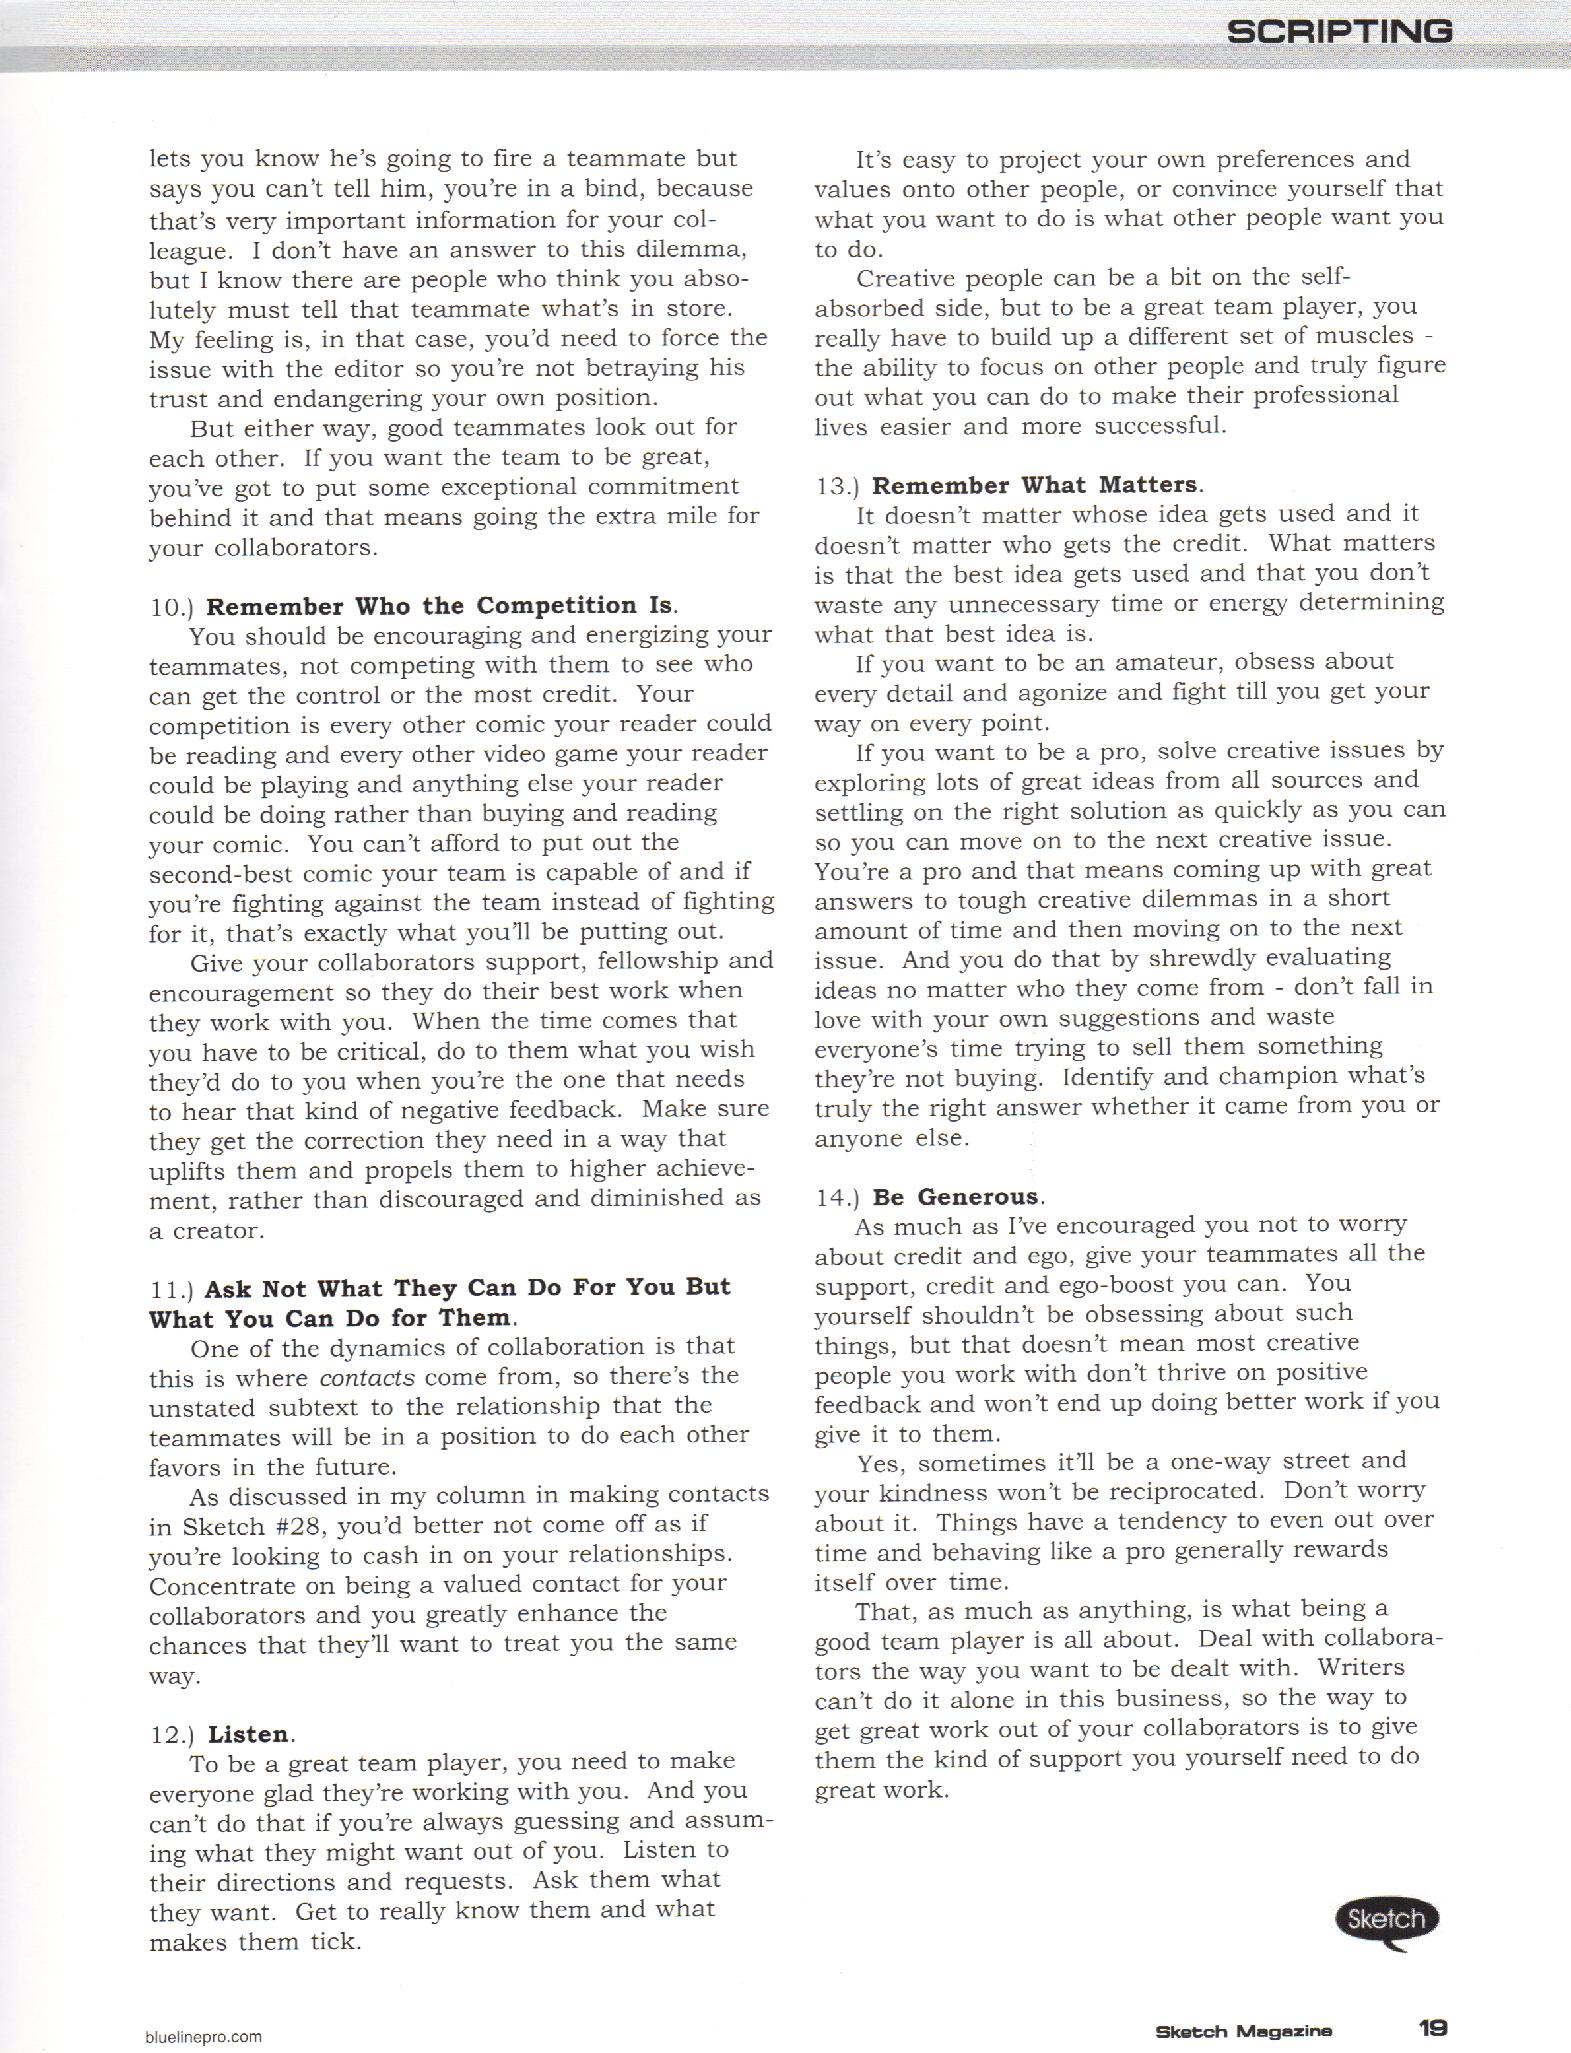 SCRIPTING
lets you know he's going to fire a teammate but
says you can't tell him, you're in a bind, because
that's very important information for your col-
league.  I don't have an answer to this dilemma,
but I know there are people who think you abso-
lutely must tell that teammate what's in store.
My feeling is, in that case, you'd need to force the
issue with the editor so you're not betraying his
trust and endangering your own position.
But either way, good teammates look out for
each other.  If you want the team to be great,
you've got to put some exceptional commitment
behind it and that means going the extra mile for
your collaborators.
10.) Remember Who the Competition Is.
You should be encouraging and energizing your
teammates, not competing with them to see who
can get the control or the most credit.  Your
competition is every other comic your reader could
be reading and every other video game your reader
could be playing and anything else your reader
could be doing rather than buying and reading
your comic.  You can't afford to put out the
second-best comic your team is capable of and if
you're fighting against the team instead of fighting
for it, that's exactly what you'll be putting out.
Give your collaborators support, fellowship and
encouragement so they do their best work when
they work with you.  When the time comes that
you have to be critical, do to them what you wish
they'd do to you when you're the one that needs
to hear that kind of negative feedback.  Make sure
they get the correction they need in a way that
uplifts them and propels them to higher achieve-
ment, rather than discouraged and diminished as
a creator.
11.) Ask Not What They Can Do For You But
What You Can Do for Them.
One of the dynamics of collaboration is that
this is where contacts come from, so there's the
unstated subtext to the relationship that the
teammates will be in a position to do each other
favors in the future.
As discussed in my column in making contacts
in Sketch #28, you'd better not come off as if
you're looking to cash in on your relationships.
Concentrate on being a valued contact for your
collaborators and you greatly enhance the
chances that they'll want to treat you the same
way.
12.) Listen.
To be a great team player, you need to make
everyone glad they're working with you.  And you
can't do that if you're always guessing and assum-
ing what they might want out of you.  Listen to
their directions and requests.  Ask them what
they want.  Get to really know them and what
makes them tick.
It's easy to project your own preferences and
values onto other people, or convince yourself that
what you want to do is what other people want you
to do.
Creative people can be a bit on the self-
absorbed side, but to be a great team player, you
really have to build up a different set of muscles -
the ability to focus on other people and truly figure
out what you can do to make their professional
lives easier and more successful.
13.) Remember What Matters.
It doesn't matter whose idea gets used and it
doesn't matter who gets the credit.  What matters
is that the best idea gets used and that you don't
waste any unnecessary time or energy determining
what that best idea is.
If you want to be an amateur, obsess about
every detail and agonize and fight till you get your
way on every point.
If you want to be a pro, solve creative issues by
exploring lots of great ideas from all sources and
settling on the right solution as quickly as you can
so you can move on to the next creative issue.
You're a pro and that means coming up with great
answers to tough creative dilemmas in a short
amount of time and then moving on to the next
issue.  And you do that by shrewdly evaluating
ideas no matter who they come from - don't fall in
love with your own suggestions and waste
everyone's time trying to sell them something
they're not buying.  Identify and champion what's
truly the right answer whether it came from you or
anyone else.
14.) Be Generous.
As much as I've encouraged you not to worry
about credit and ego, give your teammates all the
support, credit and ego-boost you can.  You
yourself shouldn't be obsessing about such
things, but that doesn't mean most creative
people you work with don't thrive on positive
feedback and won't end up doing better work if you
give it to them.
Yes, sometimes it'll be a one-way street and
your kindness won't be reciprocated.  Don't worry
about it.  Things have a tendency to even out over
time and behaving like a pro generally rewards
itself over time.
That, as much as anything, is what being a
good team player is all about.  Deal with collabora-
tors the way you want to be dealt with.  Writers
can't do it alone in this business, so the way to
get great work out of your collaborators is to give
them the kind of support you yourself need to do
great work.
Sketch
bluelinepro.com
Sketch Magazine 19